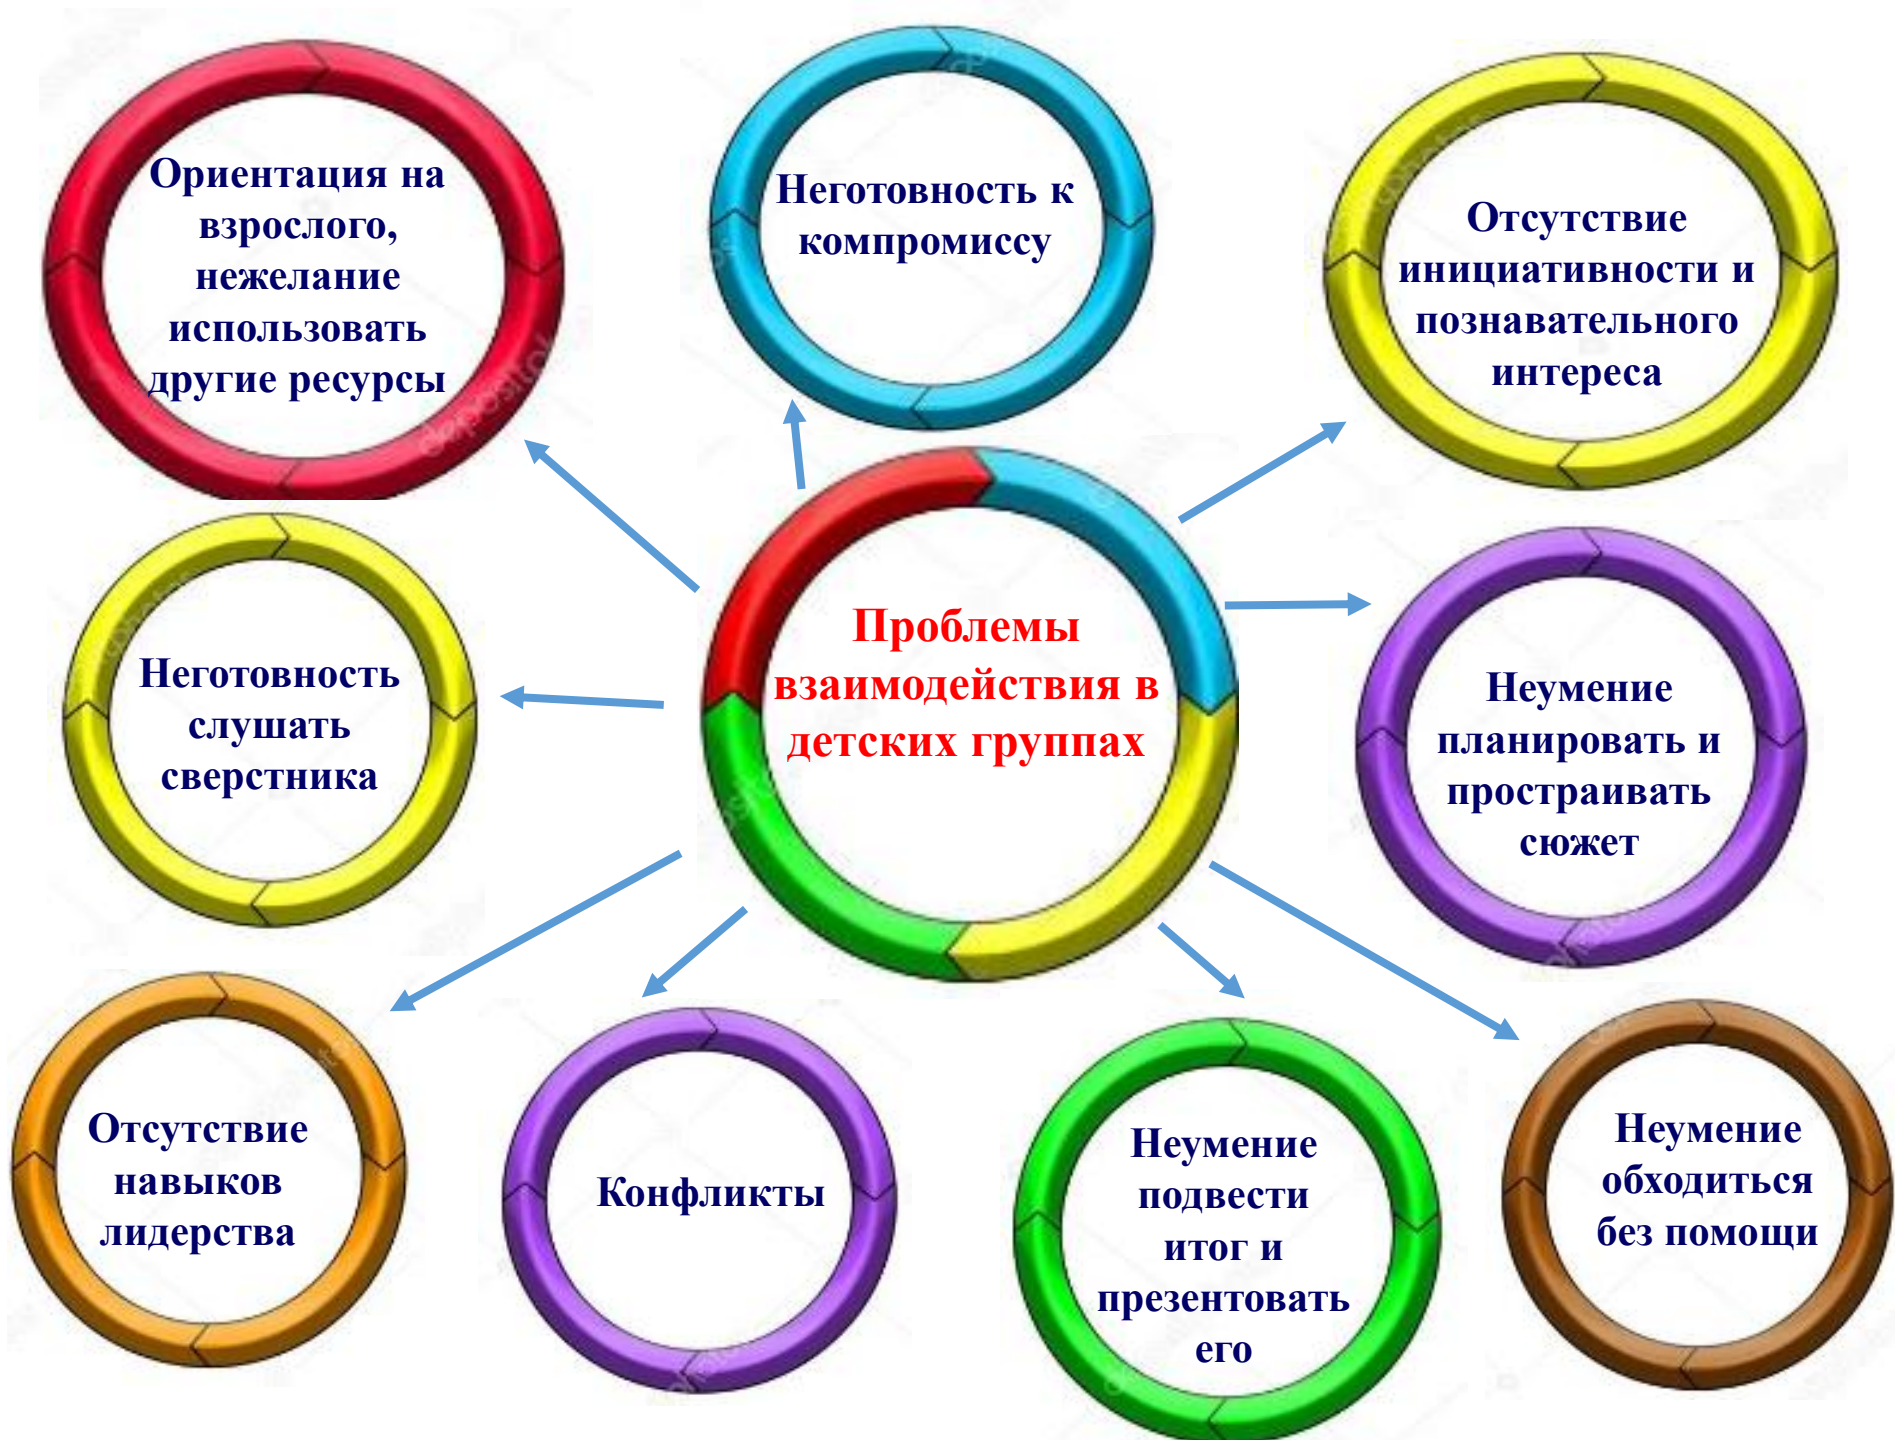 Ориентация на
взрослого,
нежелание
использовать
другие ресурсы
Неготовность к
компромиссу
Отсутствие
инициативности и
познавательного
интереса
Проблемы
взаимодействия в
детских группах
Неготовность
слушать
сверстника
Неумение
планировать и
простраивать
сюжет
Отсутствие
навыков
лидерства
Конфликты
Неумение
подвести
итог и
презентовать
его
Неумение
обходиться
без помощи